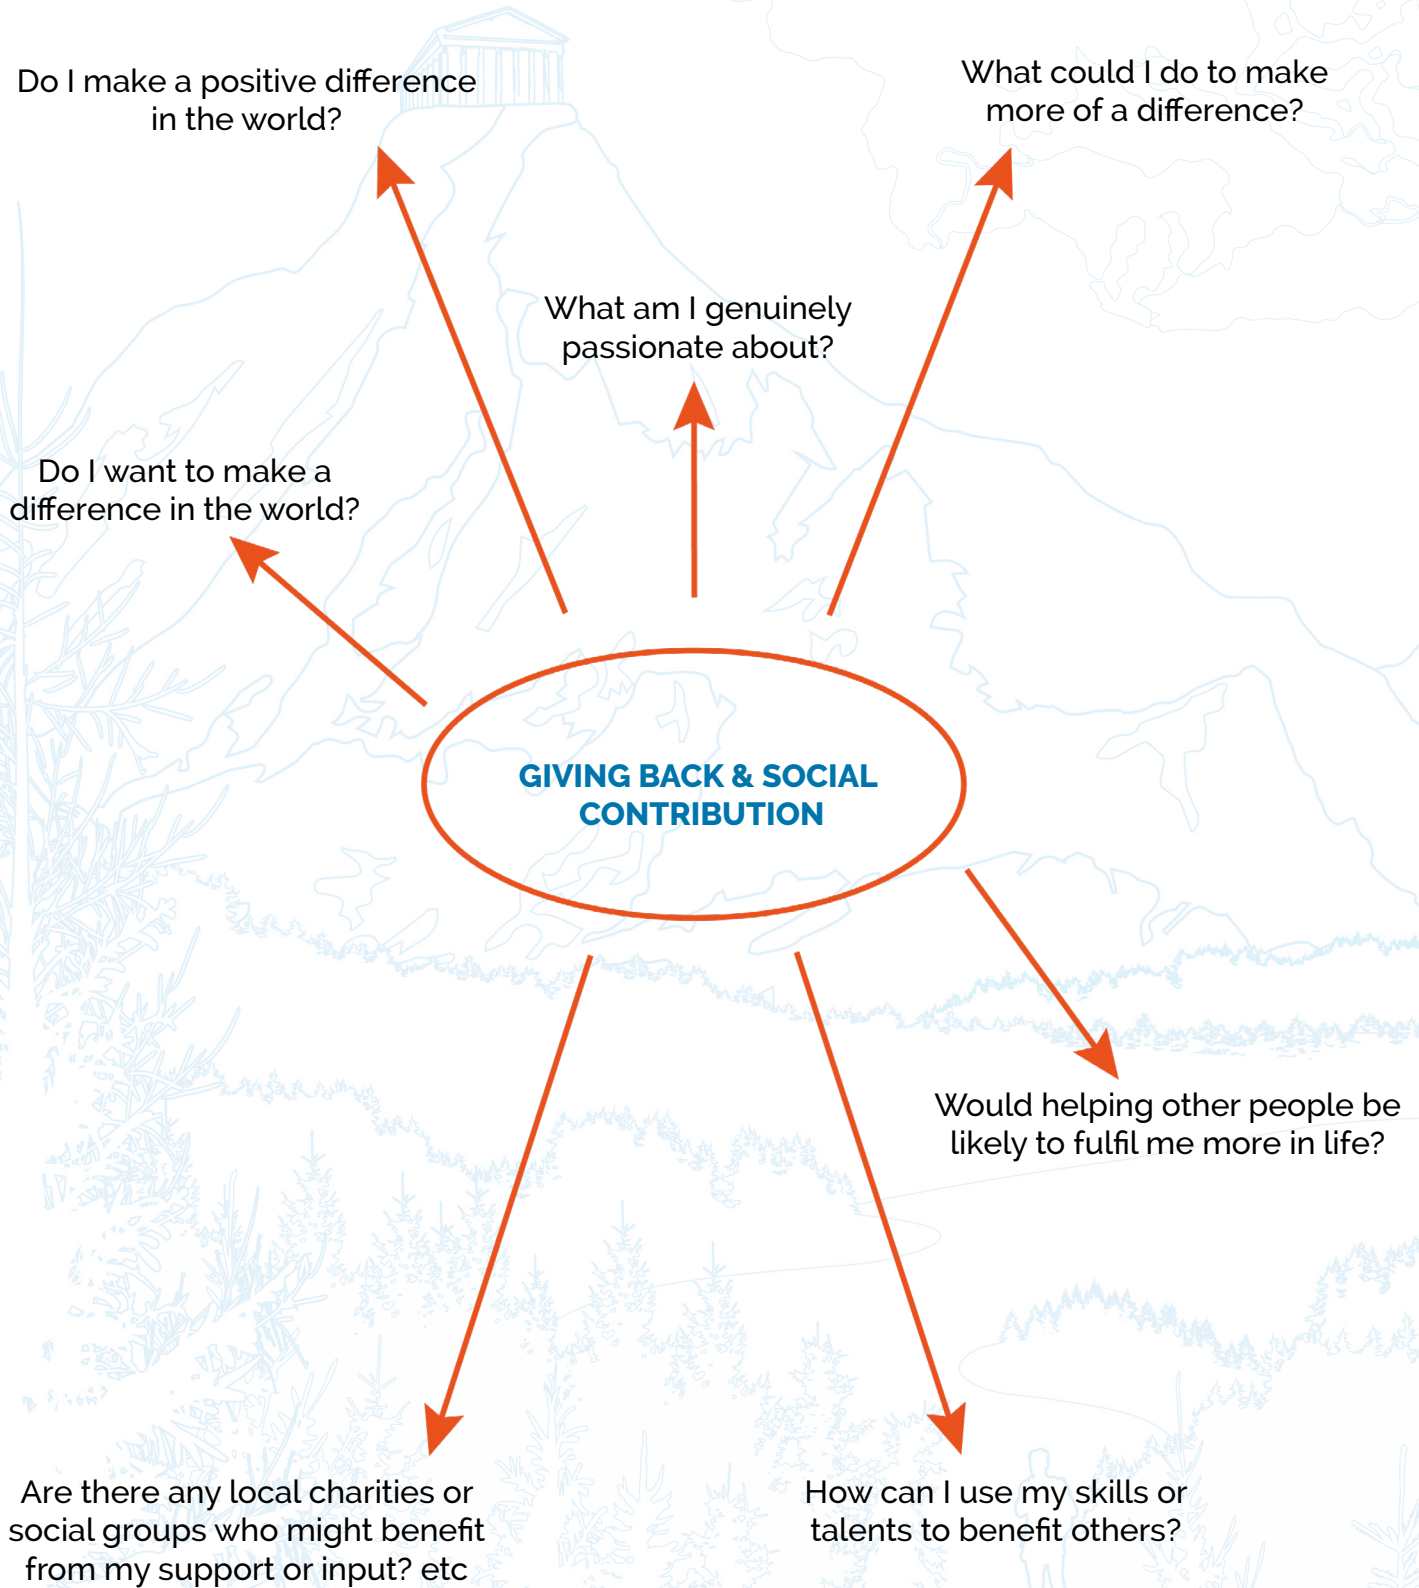 Do I make a positive difference
in the world?
What could I do to make
more of a difference?
What am I genuinely
passionate about?
Do I want to make a
difference in the world?
GIVING BACK & SOCIAL
CONTRIBUTION
Would helping other people be
likely to fulfil me more in life?
Are there any local charities or
social groups who might benefit
from my support or input? etc
How can I use my skills or
talents to benefit others?